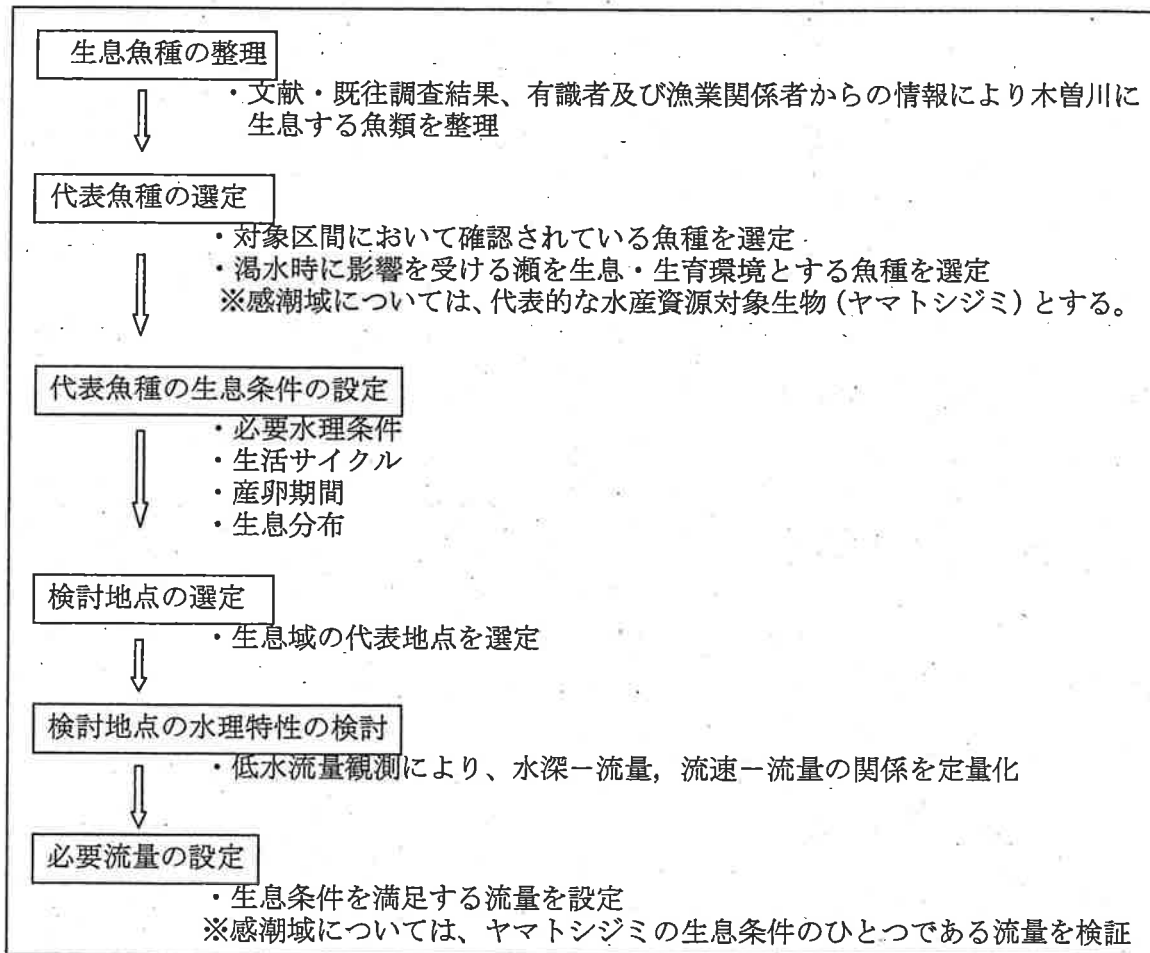 生息魚種の整理
・文献・既往調査結果、有識者及び漁業関係者からの情報により木曽川に
生息する魚類を整理
代表魚種の選定
・対象区間において確認されている魚種を選定
・渇水時に影響を受ける瀬を生息・生育環境とする魚種を選定
※感潮域については、代表的な水産資源対象生物(ヤマトシジミ)とする。
代表魚種の生息条件の設定
・必要水理条件
・生活サイクル
・産卵期間
・生息分布
検討地点の選定
・生息域の代表地点を選定
検討地点の水理特性の検討
・低水流量観測により、水深－流量，流速－流量の関係を定量化
必要流量の設定
・生息条件を満足する流量を設定
※感潮域については、ヤマトシジミの生息条件のひとつである流量を検証